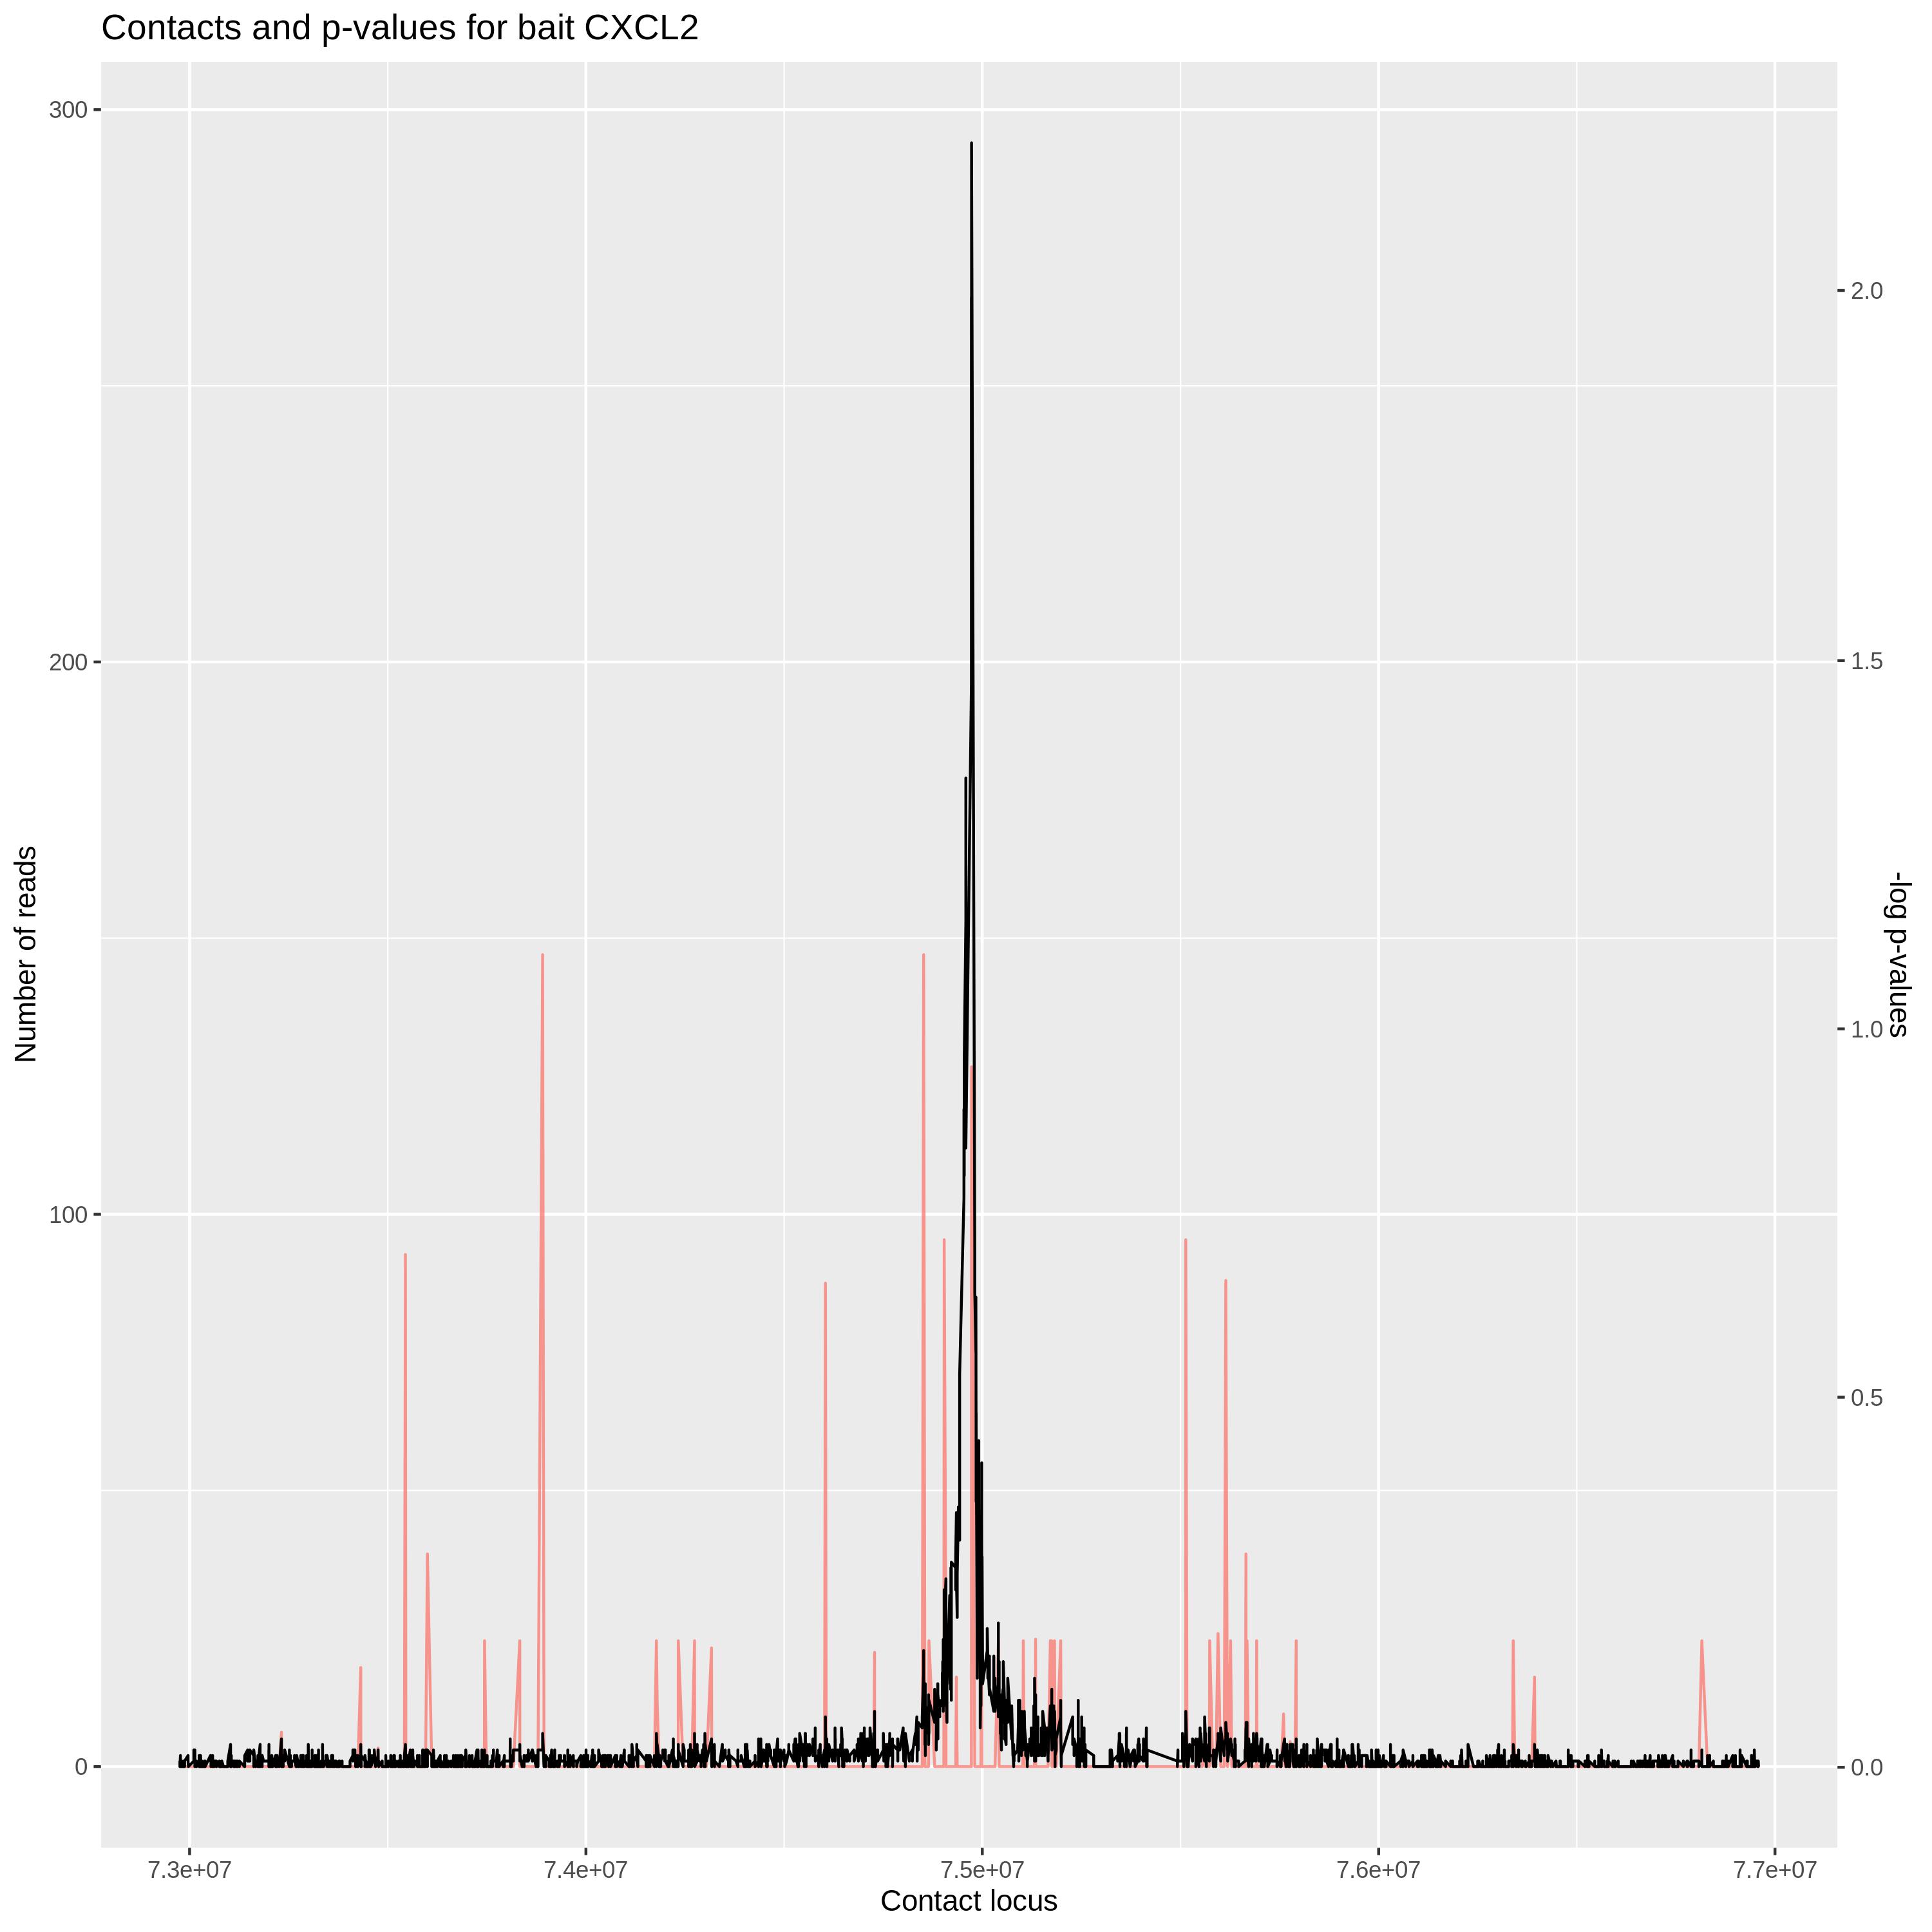 Contacts and p-values for bait CXCL2
300
200
100
0
Number of reads
2.0
1.5
1.0
0.5
0.0
-log p-values
7.3e+07
7.4e+07
7.5e+07
7.6e+07
7.7e+07
Contact locus